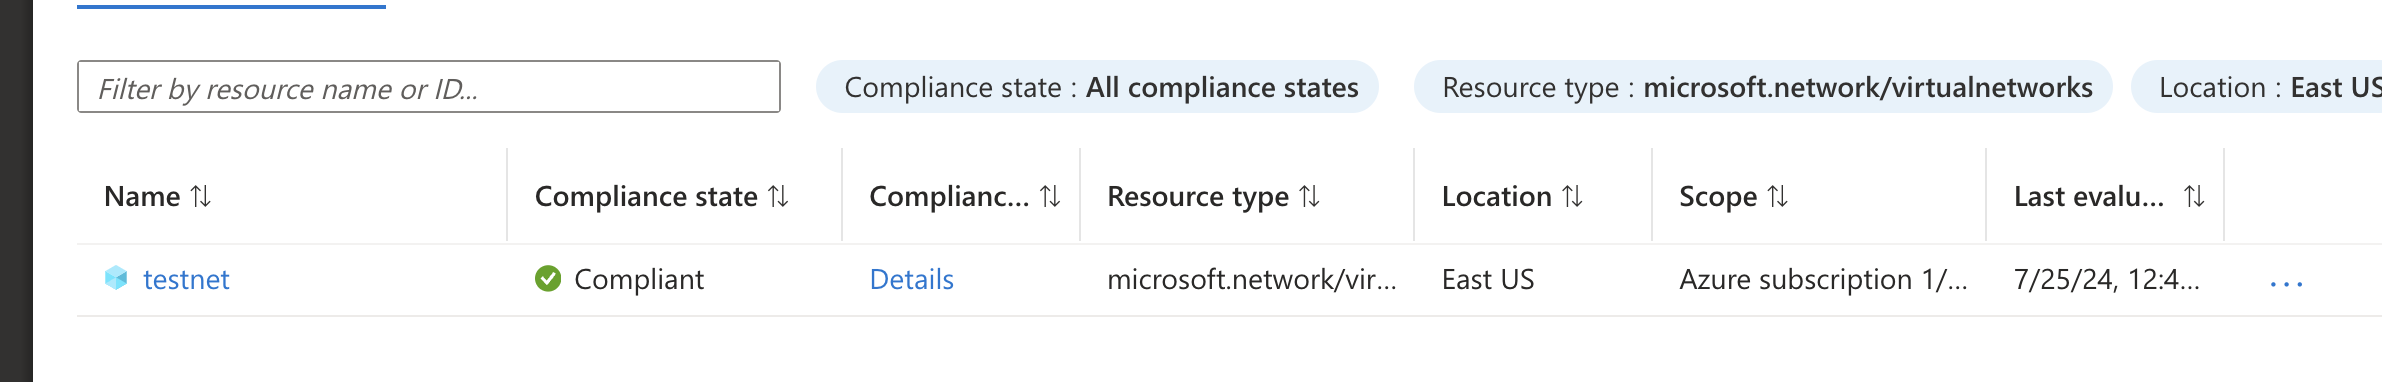 Filter by resource name or ID...
Compliance state : All compliance states
Resource type : microsoft.network/virtualnetworks
Location : East US
Name Compliance state Complianc... Resource type Location Scope Last evalu...
testnet Compliant Details microsoft.network/vir... East US Azure subscription 1/... 7/25/24, 12:4... ...